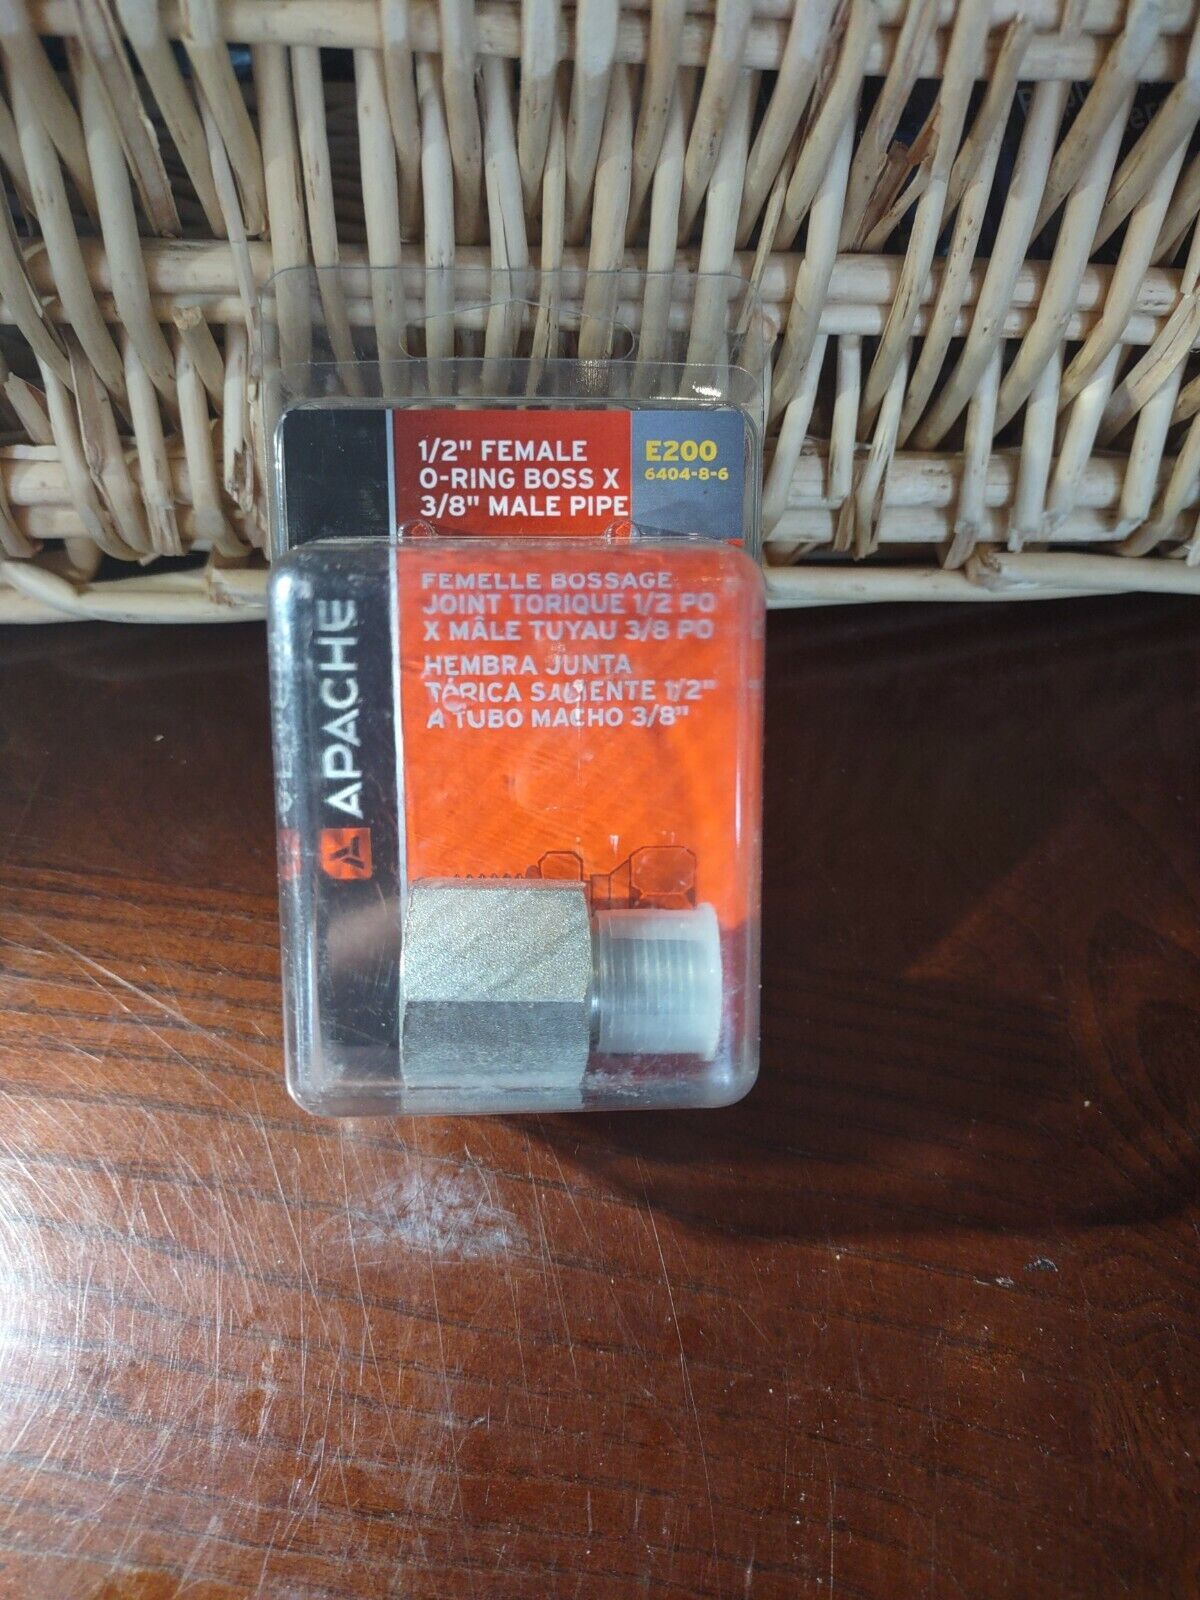 1/2" FEMALE
O-RING BOSS X
3/8" MALE PIPE
E200
6404-8-6
FEMELLE BOSSAGE
JOINT TORIQUE 1/2 PO
X MÂLE TUYAU 3/8 PO
HEMBRA JUNTA
TÓRICA SALIENTE 1/2"
A TUBO MACHO 3/8"
APACHE